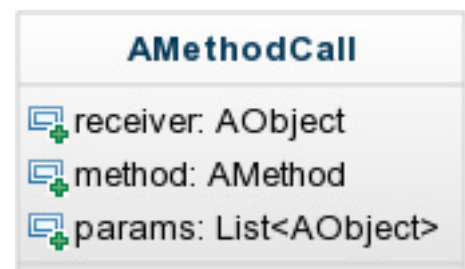 AMethodCall
receiver: AObject
method: AMethod
params: List<AObject>